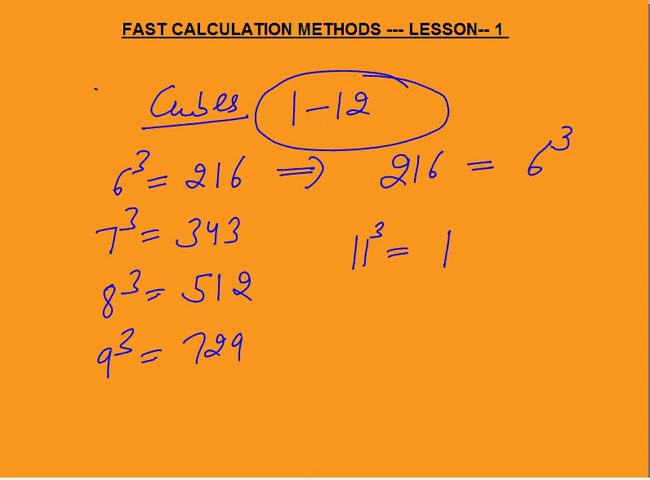 FAST CALCULATION METHODS --- LESSON-- 1
Cubes 1-12
6³ = 216 ⇒ 216 = 6³
7³ = 343
11³ = 1
8³ = 512
9³ = 729